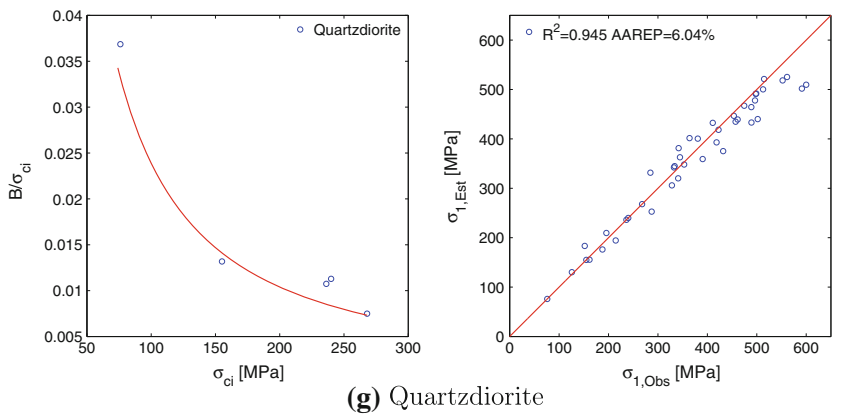 0.04
0.035
0.03
0.025
0.02
0.015
0.01
0.005
B/σci
50 100 150 200 250 300
σci [MPa]
Quartzdiorite
R2=0.945 AAREP=6.04%
600
500
400
300
200
100
0
σ1,Est [MPa]
0 100 200 300 400 500 600
σ1,Obs [MPa]
(g) Quartzdiorite